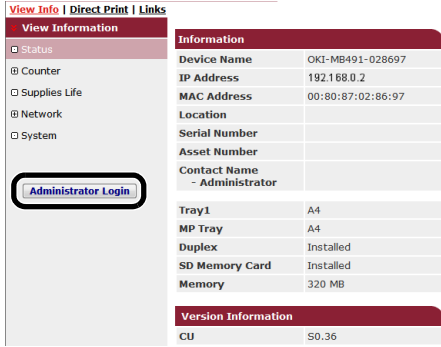 View Info | Direct Print | Links
View Information
Status
Counter
Supplies Life
Network
System
Administrator Login
Information
Device Name OKI-MB491-028697
IP Address 192.168.0.2
MAC Address 00:80:87:02:86:97
Location
Serial Number
Asset Number
Contact Name
- Administrator
Tray1 A4
MP Tray A4
Duplex Installed
SD Memory Card Installed
Memory 320 MB
Version Information
CU S0.36